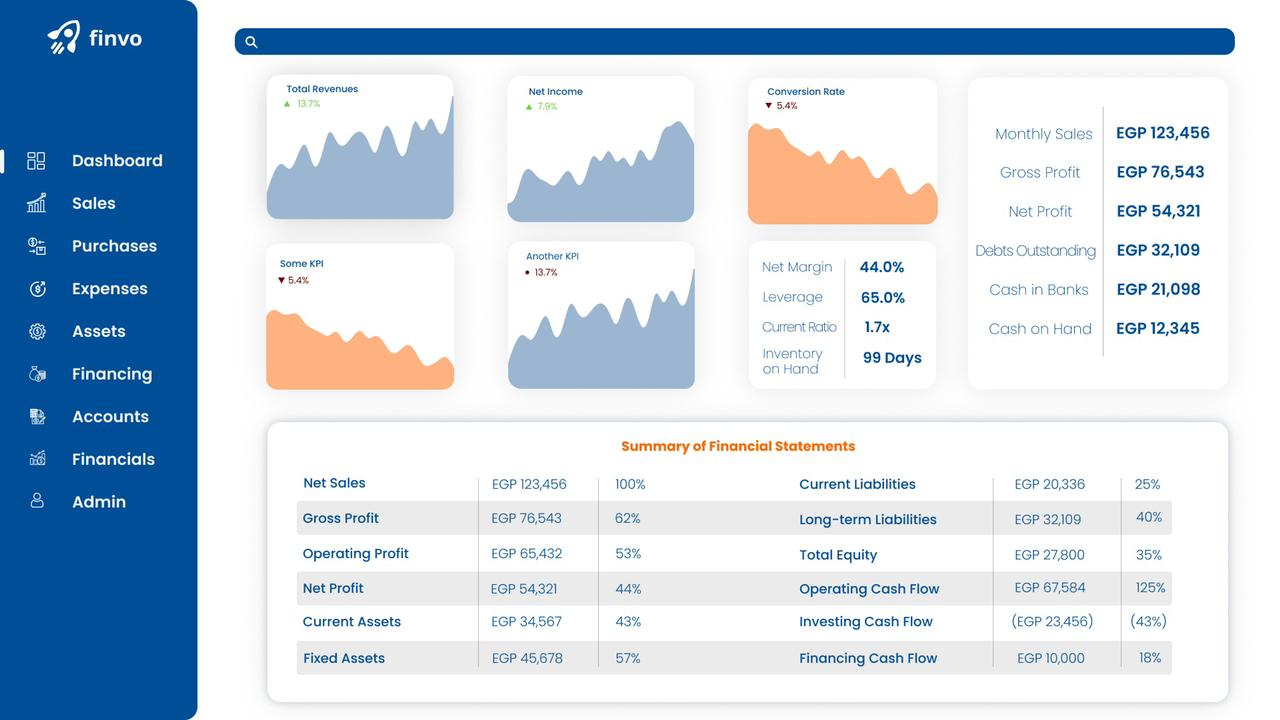 finvo
Dashboard
Sales
Purchases
Expenses
Assets
Financing
Accounts
Financials
Admin
Total Revenues
▲ 13.7%
Net Income
▲ 7.9%
Conversion Rate
▼ 5.4%
Monthly Sales EGP 123,456
Gross Profit EGP 76,543
Net Profit EGP 54,321
Debts Outstanding EGP 32,109
Cash in Banks EGP 21,098
Cash on Hand EGP 12,345
Some KPI
▼ 5.4%
Another KPI
● 13.7%
Net Margin 44.0%
Leverage 65.0%
Current Ratio 1.7x
Inventory
on Hand 99 Days
Summary of Financial Statements
Net Sales EGP 123,456 100% Current Liabilities EGP 20,336 25%
Gross Profit EGP 76,543 62% Long-term Liabilities EGP 32,109 40%
Operating Profit EGP 65,432 53% Total Equity EGP 27,800 35%
Net Profit EGP 54,321 44% Operating Cash Flow EGP 67,584 125%
Current Assets EGP 34,567 43% Investing Cash Flow (EGP 23,456) (43%)
Fixed Assets EGP 45,678 57% Financing Cash Flow EGP 10,000 18%